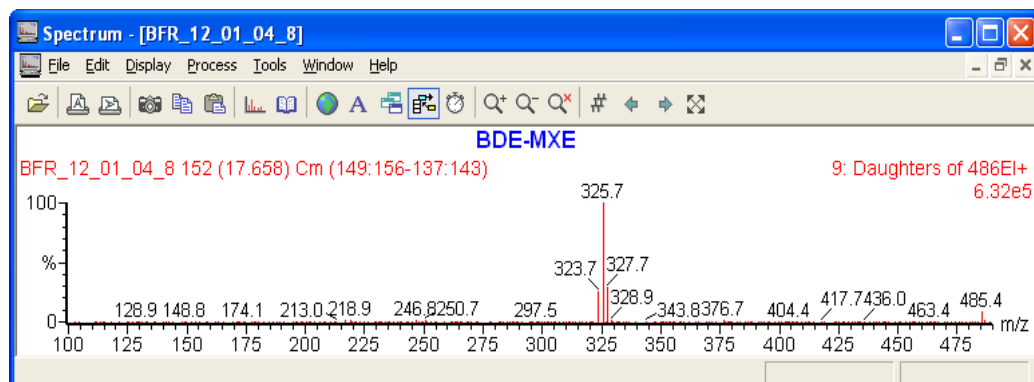 Spectrum - [BFR_12_01_04_8]
File Edit Display Process Tools Window Help
BDE-MXE
BFR_12_01_04_8 152 (17.658) Cm (149:156-137:143)
9: Daughters of 486EI+
6.32e5
100
%
0
325.7
323.7
327.7
328.9
128.9
148.8
174.1
213.0
218.9
246.8
250.7
297.5
343.8
376.7
404.4
417.7
436.0
463.4
485.4
m/z
100 125 150 175 200 225 250 275 300 325 350 375 400 425 450 475